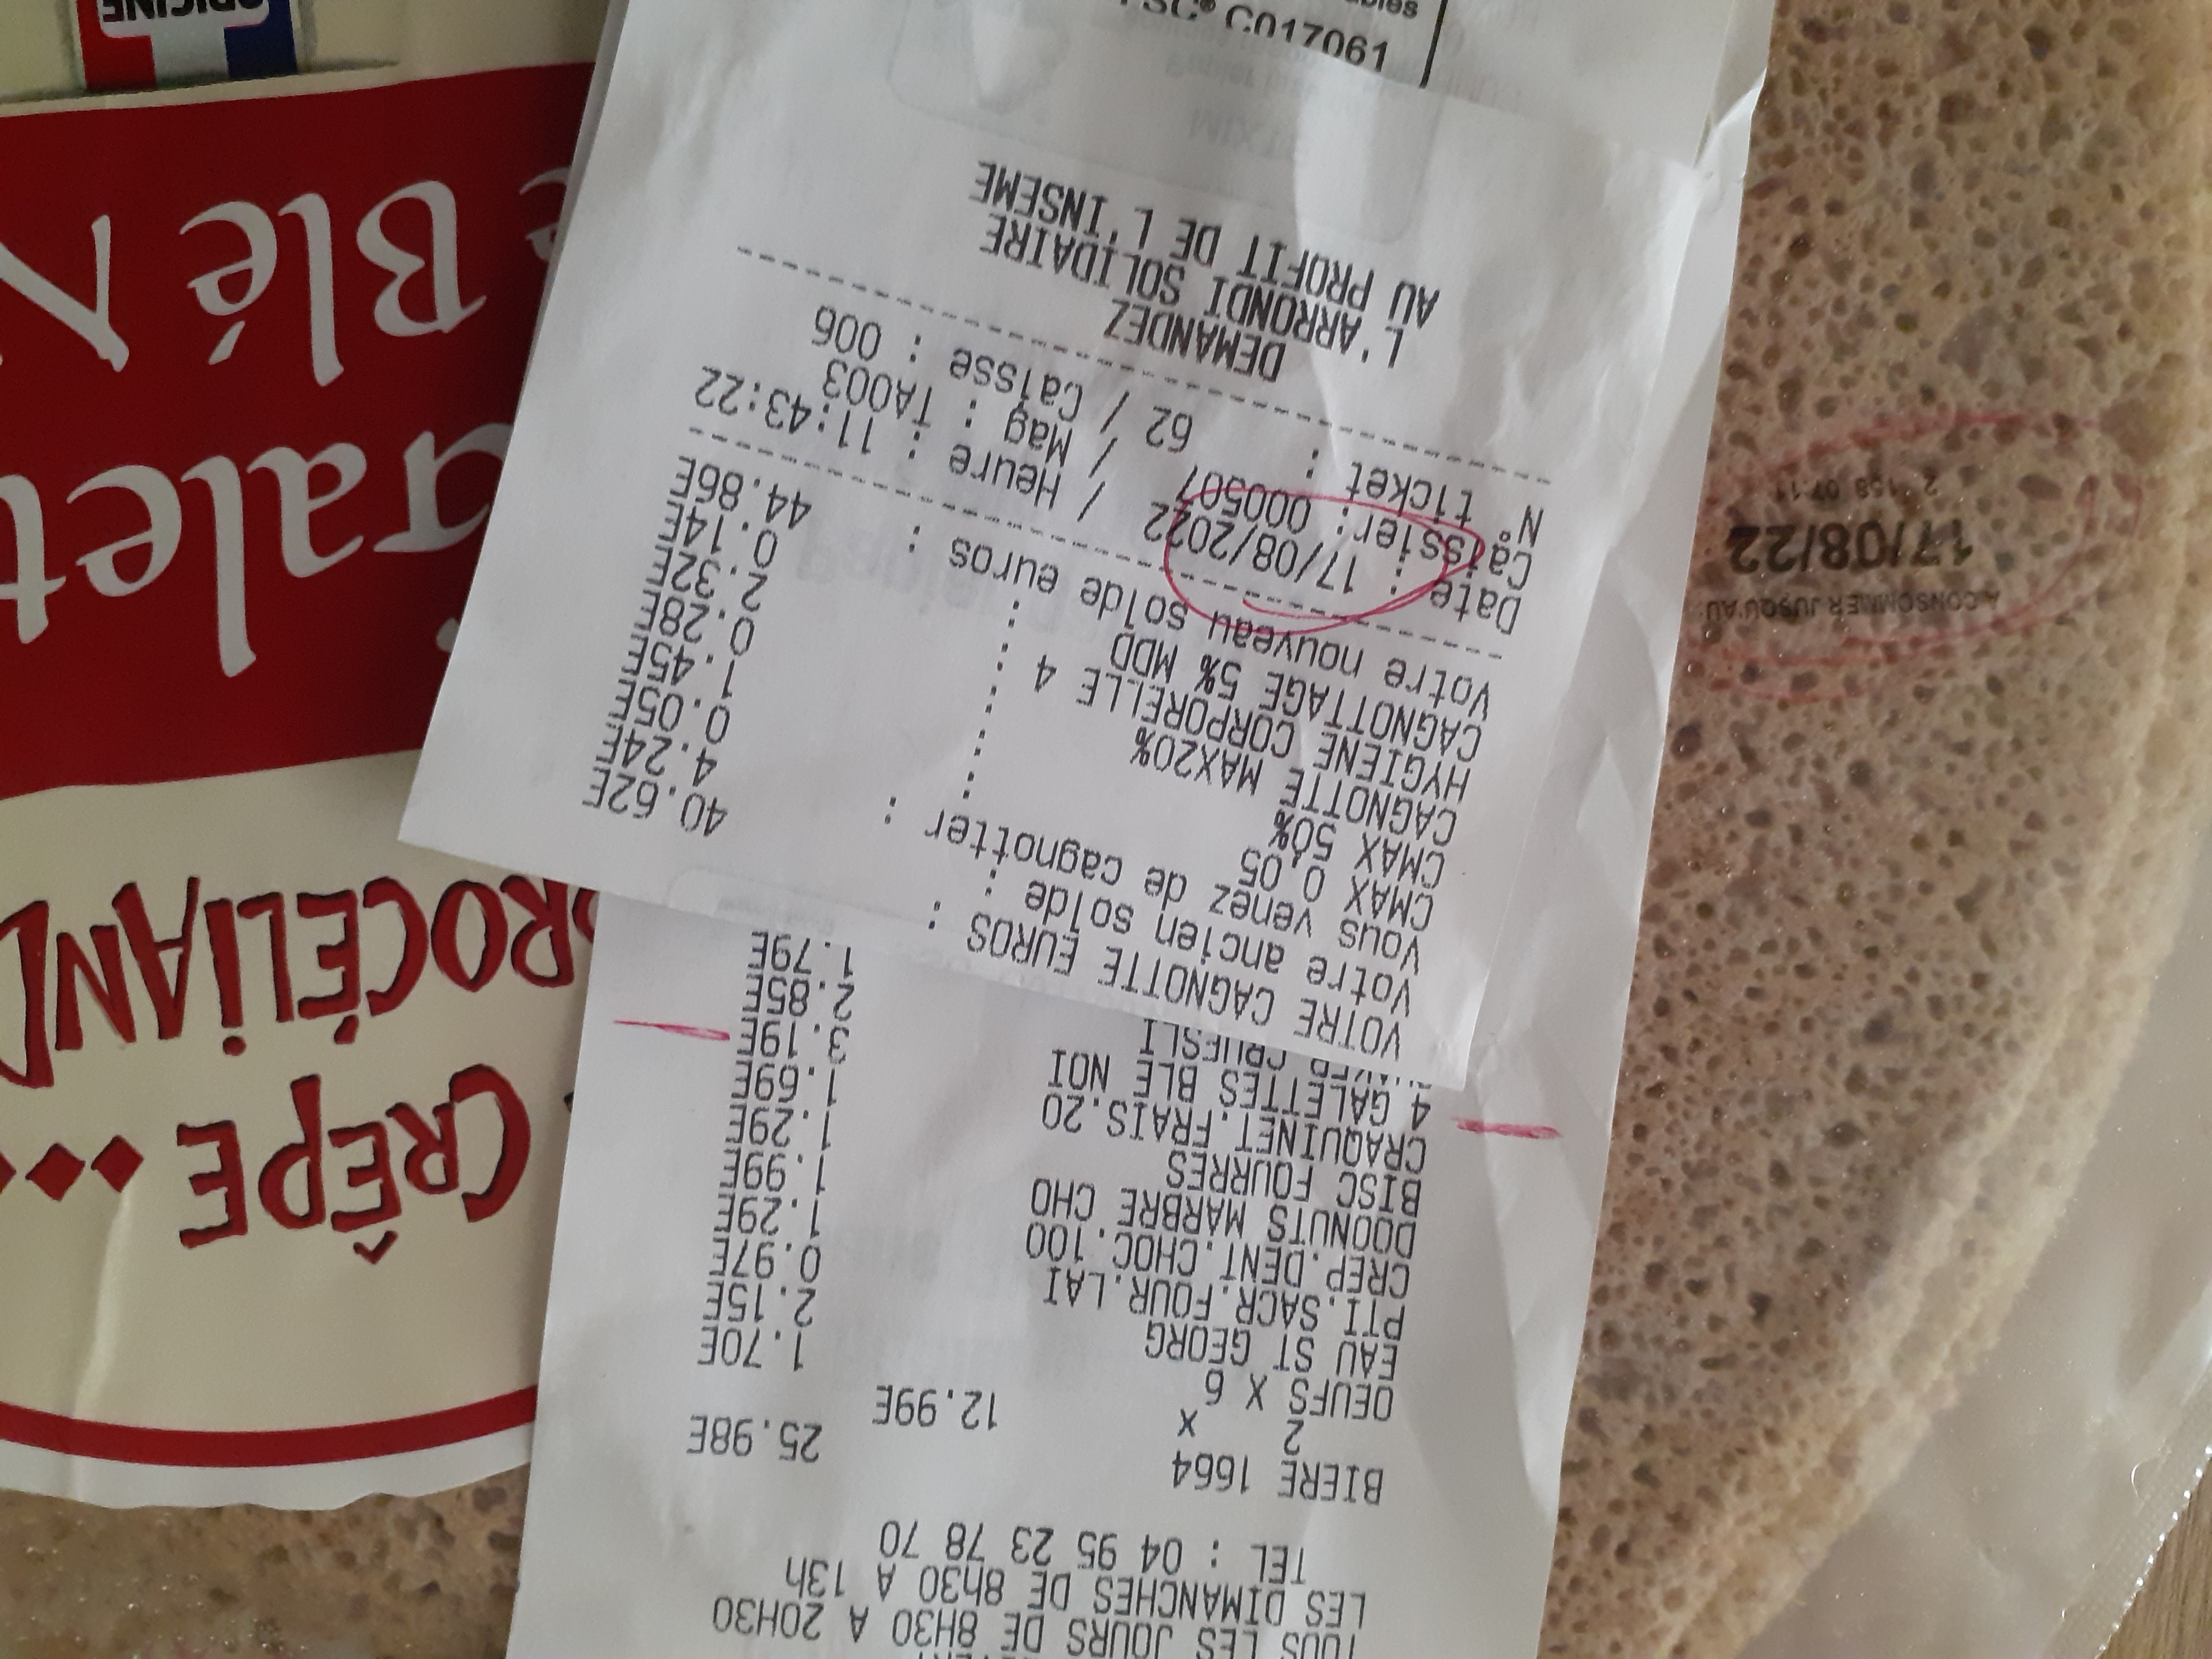 TOUS LES JOURS DE 8H30 A 20H30
LES DIMANCHES DE 8h30 A 13h
TEL : 04 95 23 78 70
BIERE 1664 25.98E
2 X 12.99E
OEUFS X 6 1.70E
EAU ST GEORG 2.15E
PTI.SACR.FOUR.LAI 0.97E
CREP.DENT.CHOC.100 1.29E
DOONUTS MARBRE CHO 1.99E
BISC FOURRES 1.29E
CRAQUINET.FRAIS.20 1.69E
4 GALETTES BLE NOI 3.19E
CRUESLI 2.85E
1.79E
VOTRE CAGNOTTE EUROS :
Votre ancien solde : 40.62E
Vous venez de cagnotter : 4.24E
CMAX 0,05 : 0.05E
CMAX 50% : 1.45E
CAGNOTTE MAX20% : 0.28E
HYGIENE CORPORELLE 4 : 2.32E
CAGNOTTAGE 5% MDD : 0.14E
Votre nouveau solde euros : 44.86E
Date : 17/08/2022 / Heure : 11:43:22
Caissier: 000507 / Mag : TA003
N° ticket : 62 / Caisse : 006
DEMANDEZ
L'ARRONDI SOLIDAIRE
AU PROFIT DE L'INSEME
FSC® C017061
CRÊPE
BROCÉLIAND
Galet
e Blé N
ORIGINE
A CONSOMMER JUSQU'AU:
17/08/22